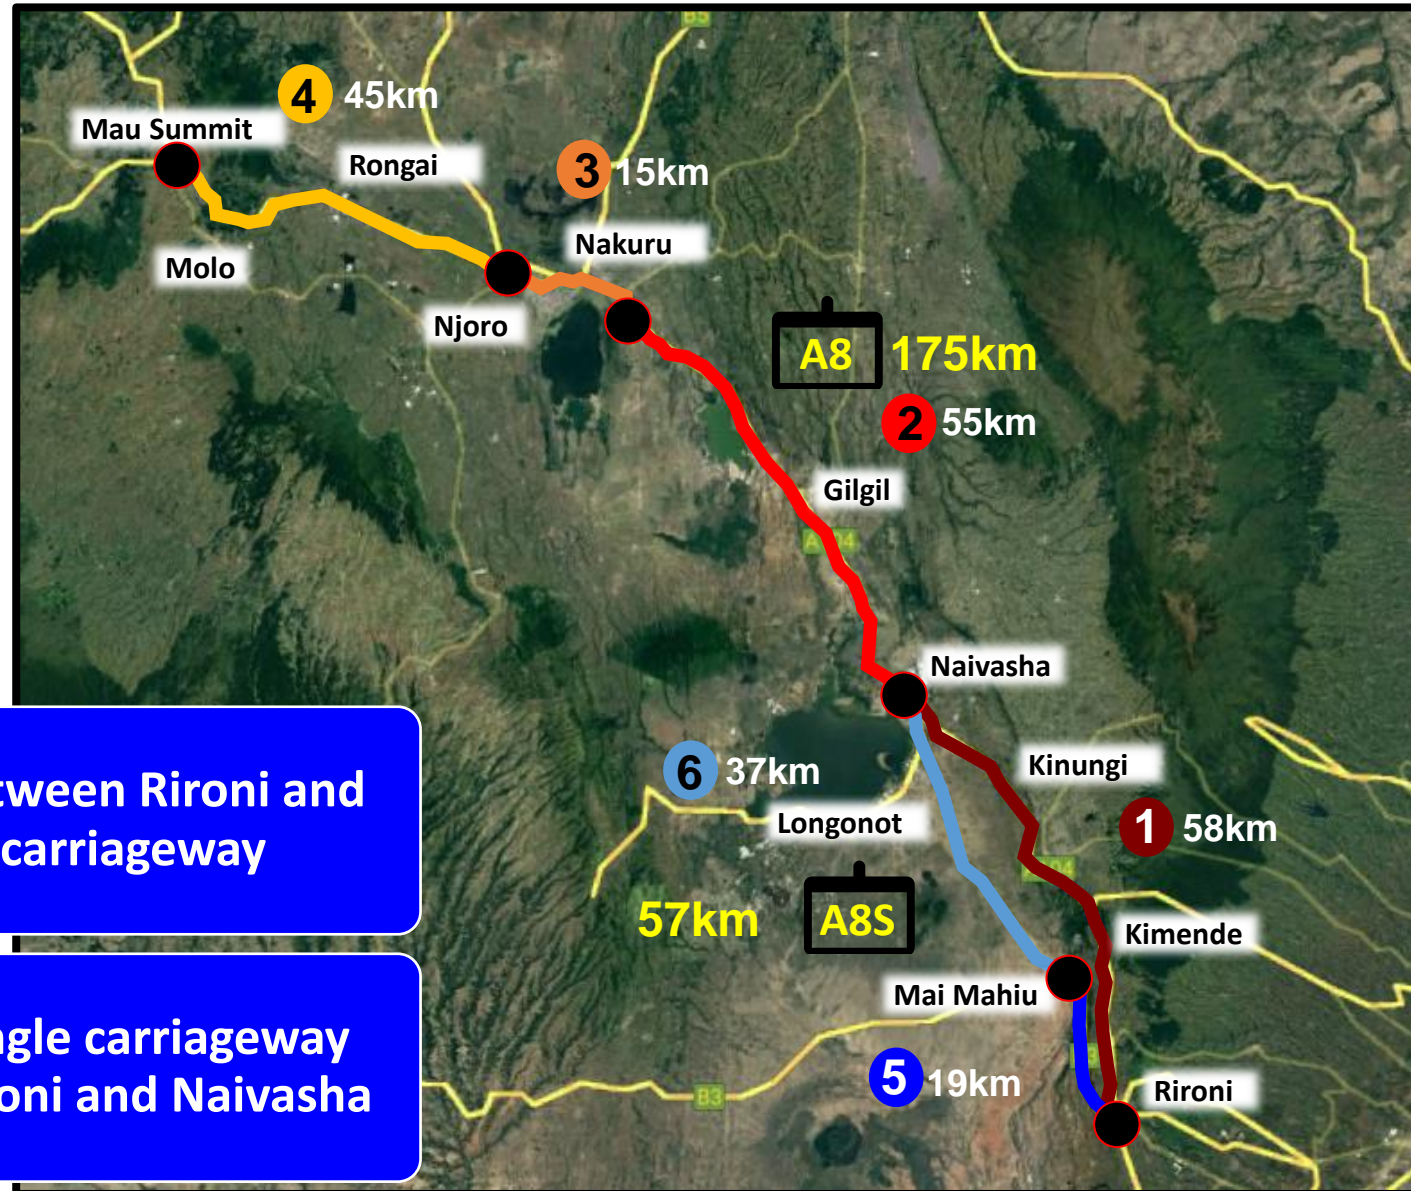 B5
4 45km
Mau Summit
Rongai
3 15km
Nakuru
Molo
Njoro
A8 175km
2 55km
Gilgil
Naivasha
Kinungi
6 37km
Longonot
1 58km
57km A8S
Kimende
Mai Mahiu
5 19km
Rironi
B3
tween Rironi and
carriageway
gle carriageway
oni and Naivasha